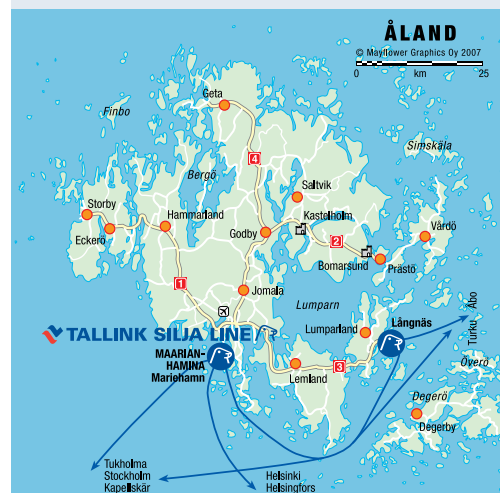 ÅLAND
© Mayflower Graphics Oy 2007
0 km 25
Geta
Finbo
Simskäla
4
Bergö
Saltvik
Storby
Hammarland
Kastelholm
Vårdö
Eckerö
Godby
2
Bomarsund
Prästö
1
Jomala
Lumparn
TALLINK SILJA LINE
Lumparland
Långnäs
Turku Åbo
MAARIAN-
HAMINA
Mariehamn
Lemland
3
Överö
Degerö
Degerby
Tukholma
Stockholm
Kapellskär
Helsinki
Helsingfors